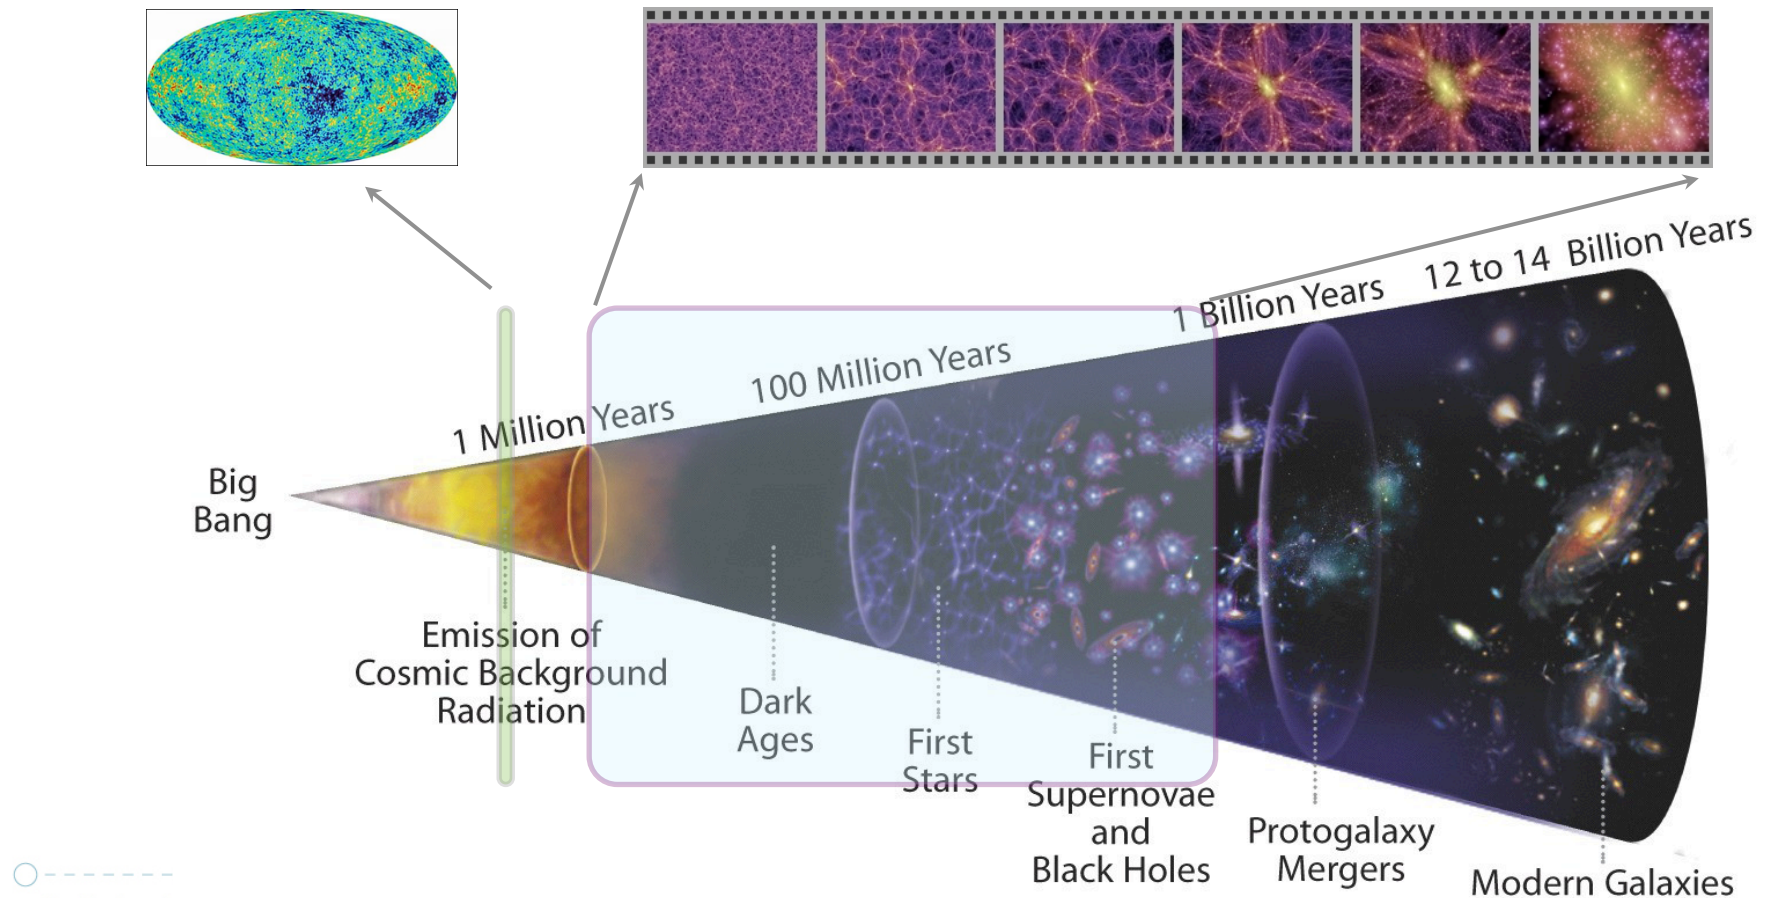 12 to 14 Billion Years
1 Billion Years
100 Million Years
1 Million Years
Big
Bang
Emission of
Cosmic Background
Radiation
Dark
Ages
First
Stars
First
Supernovae
and
Black Holes
Protogalaxy
Mergers
Modern Galaxies